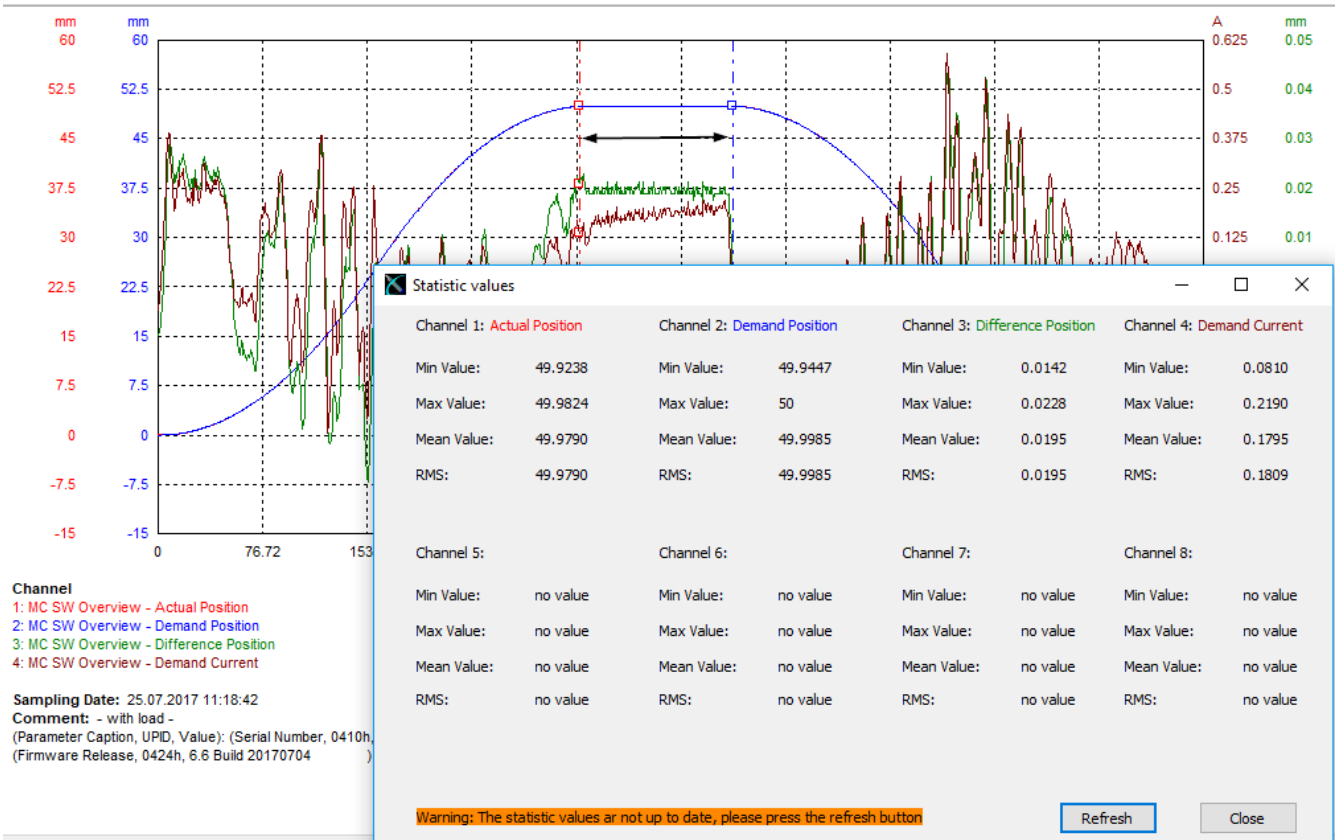 mm mm A mm
60 60 0.625 0.05
52.5 52.5 0.5 0.04
45 45 0.375 0.03
37.5 37.5 0.25 0.02
30 30 0.125 0.01
22.5 22.5
15 15
7.5 7.5
0 0
-7.5 -7.5
-15 -15
0 76.72 153
Channel
1: MC SW Overview - Actual Position
2: MC SW Overview - Demand Position
3: MC SW Overview - Difference Position
4: MC SW Overview - Demand Current
Sampling Date: 25.07.2017 11:18:42
Comment: - with load -
(Parameter Caption, UPID, Value): (Serial Number, 0410h,
(Firmware Release, 0424h, 6.6 Build 20170704 )
Statistic values
Channel 1: Actual Position Channel 2: Demand Position Channel 3: Difference Position Channel 4: Demand Current
Min Value: 49.9238 Min Value: 49.9447 Min Value: 0.0142 Min Value: 0.0810
Max Value: 49.9824 Max Value: 50 Max Value: 0.0228 Max Value: 0.2190
Mean Value: 49.9790 Mean Value: 49.9985 Mean Value: 0.0195 Mean Value: 0.1795
RMS: 49.9790 RMS: 49.9985 RMS: 0.0195 RMS: 0.1809
Channel 5: Channel 6: Channel 7: Channel 8:
Min Value: no value Min Value: no value Min Value: no value Min Value: no value
Max Value: no value Max Value: no value Max Value: no value Max Value: no value
Mean Value: no value Mean Value: no value Mean Value: no value Mean Value: no value
RMS: no value RMS: no value RMS: no value RMS: no value
Warning: The statistic values ar not up to date, please press the refresh button
Refresh Close